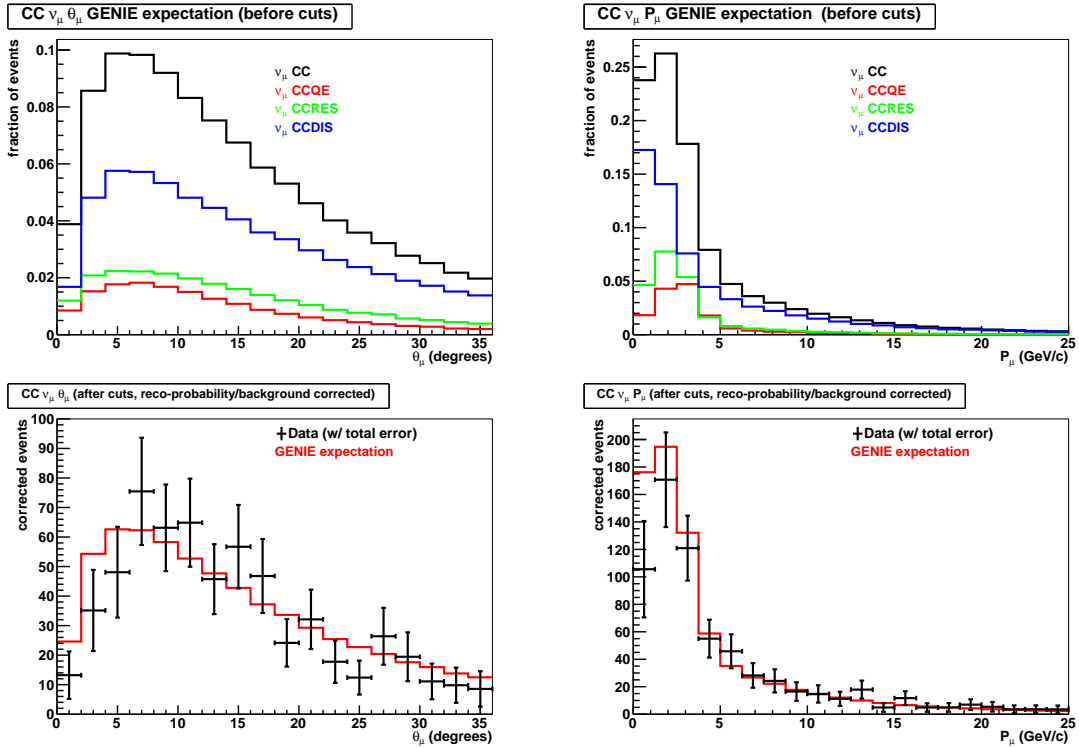 CC νμ θμ GENIE expectation (before cuts)
fraction of events
0.1
0.08
0.06
0.04
0.02
0
νμ CC
νμ CCQE
νμ CCRES
νμ CCDIS
0 5 10 15 20 25 30 35
θμ (degrees)
CC νμ Pμ GENIE expectation (before cuts)
fraction of events
0.25
0.2
0.15
0.1
0.05
0
νμ CC
νμ CCQE
νμ CCRES
νμ CCDIS
0 5 10 15 20 25
Pμ (GeV/c)
CC νμ θμ (after cuts, reco-probability/background corrected)
corrected events
100
90
80
70
60
50
40
30
20
10
0
Data (w/ total error)
GENIE expectation
0 5 10 15 20 25 30 35
θμ (degrees)
CC νμ Pμ (after cuts, reco-probability/background corrected)
corrected events
200
180
160
140
120
100
80
60
40
20
0
Data (w/ total error)
GENIE expectation
0 5 10 15 20 25
Pμ (GeV/c)